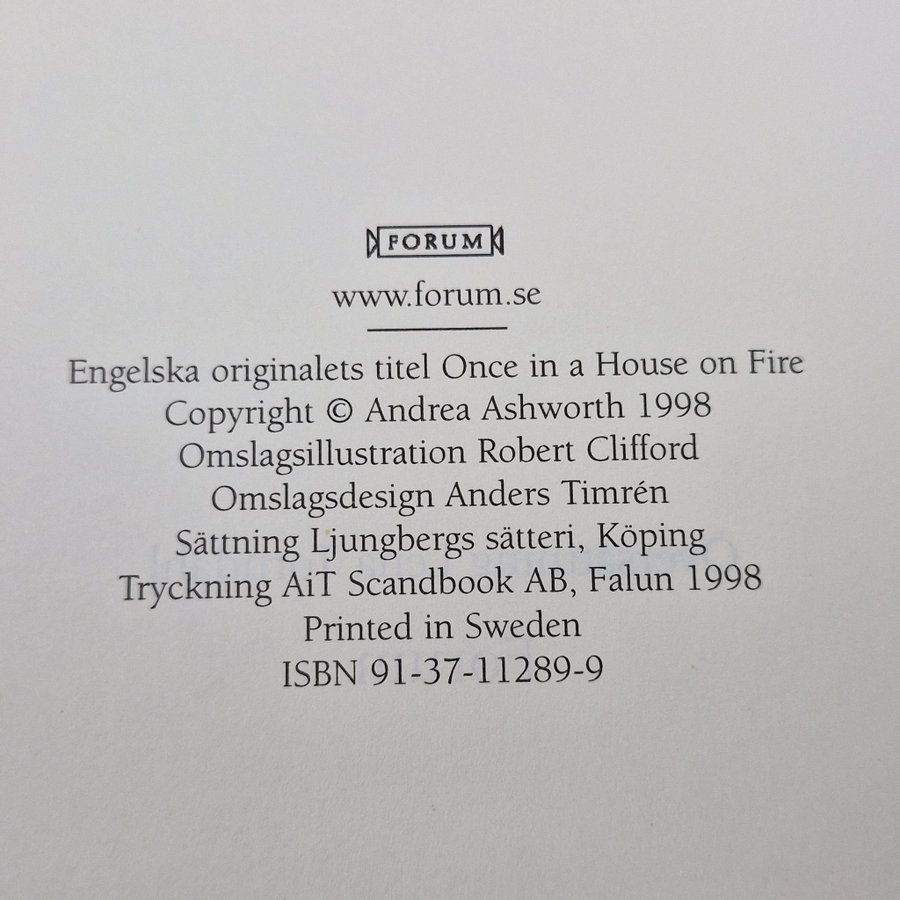 FORUM
www.forum.se
Engelska originalets titel Once in a House on Fire
Copyright © Andrea Ashworth 1998
Omslagsillustration Robert Clifford
Omslagsdesign Anders Timrén
Sättning Ljungbergs sätteri, Köping
Tryckning AiT Scandbook AB, Falun 1998
Printed in Sweden
ISBN 91-37-11289-9